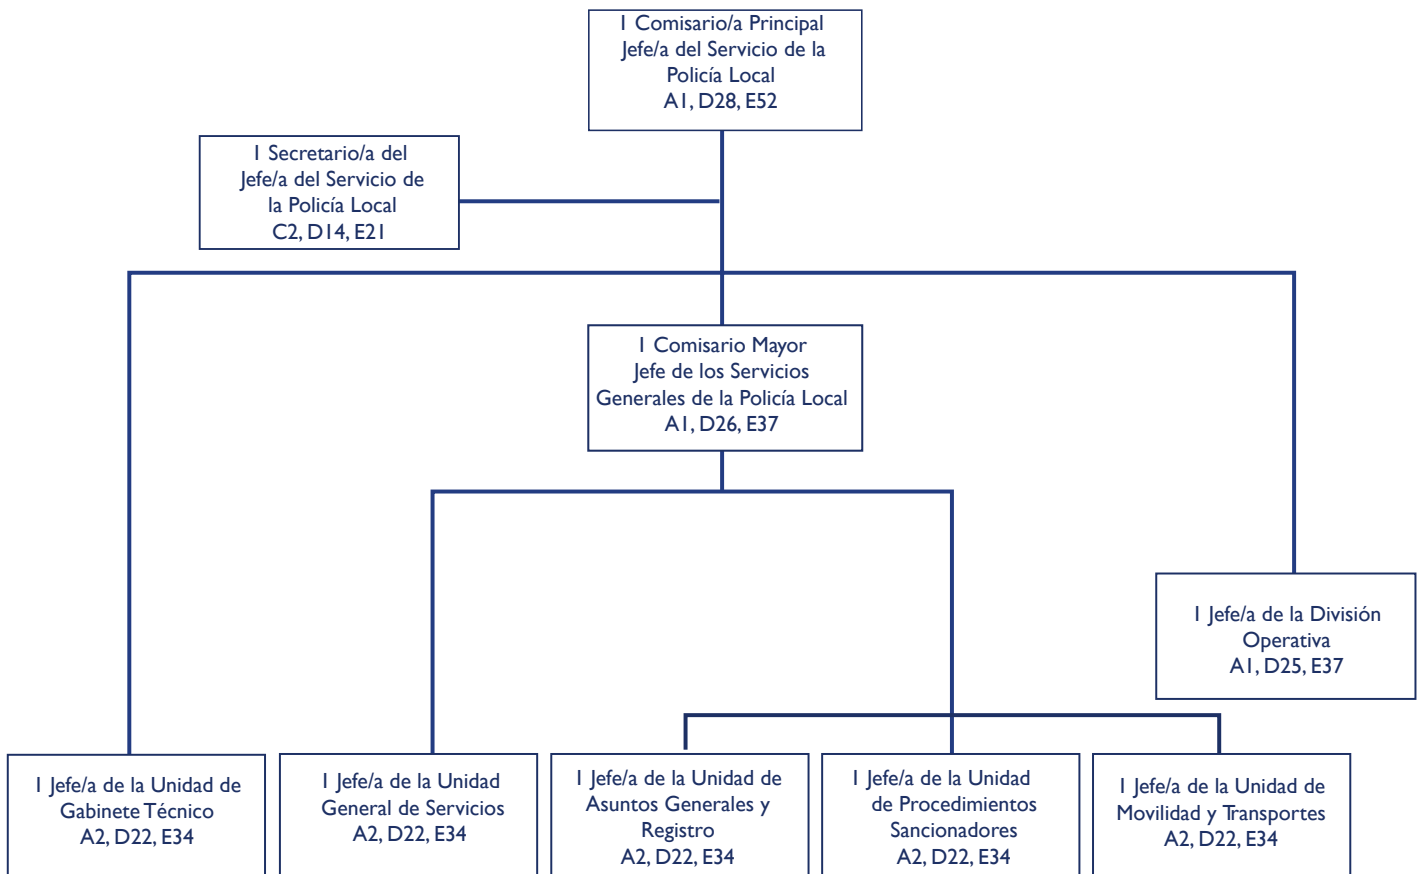 1 Comisario/a Principal
Jefe/a del Servicio de la
Policía Local
A1, D28, E52
1 Secretario/a del
Jefe/a del Servicio de
la Policía Local
C2, D14, E21
1 Comisario Mayor
Jefe de los Servicios
Generales de la Policía Local
A1, D26, E37
1 Jefe/a de la División
Operativa
A1, D25, E37
1 Jefe/a de la Unidad de
Gabinete Técnico
A2, D22, E34
1 Jefe/a de la Unidad
General de Servicios
A2, D22, E34
1 Jefe/a de la Unidad de
Asuntos Generales y
Registro
A2, D22, E34
1 Jefe/a de la Unidad
de Procedimientos
Sancionadores
A2, D22, E34
1 Jefe/a de la Unidad de
Movilidad y Transportes
A2, D22, E34